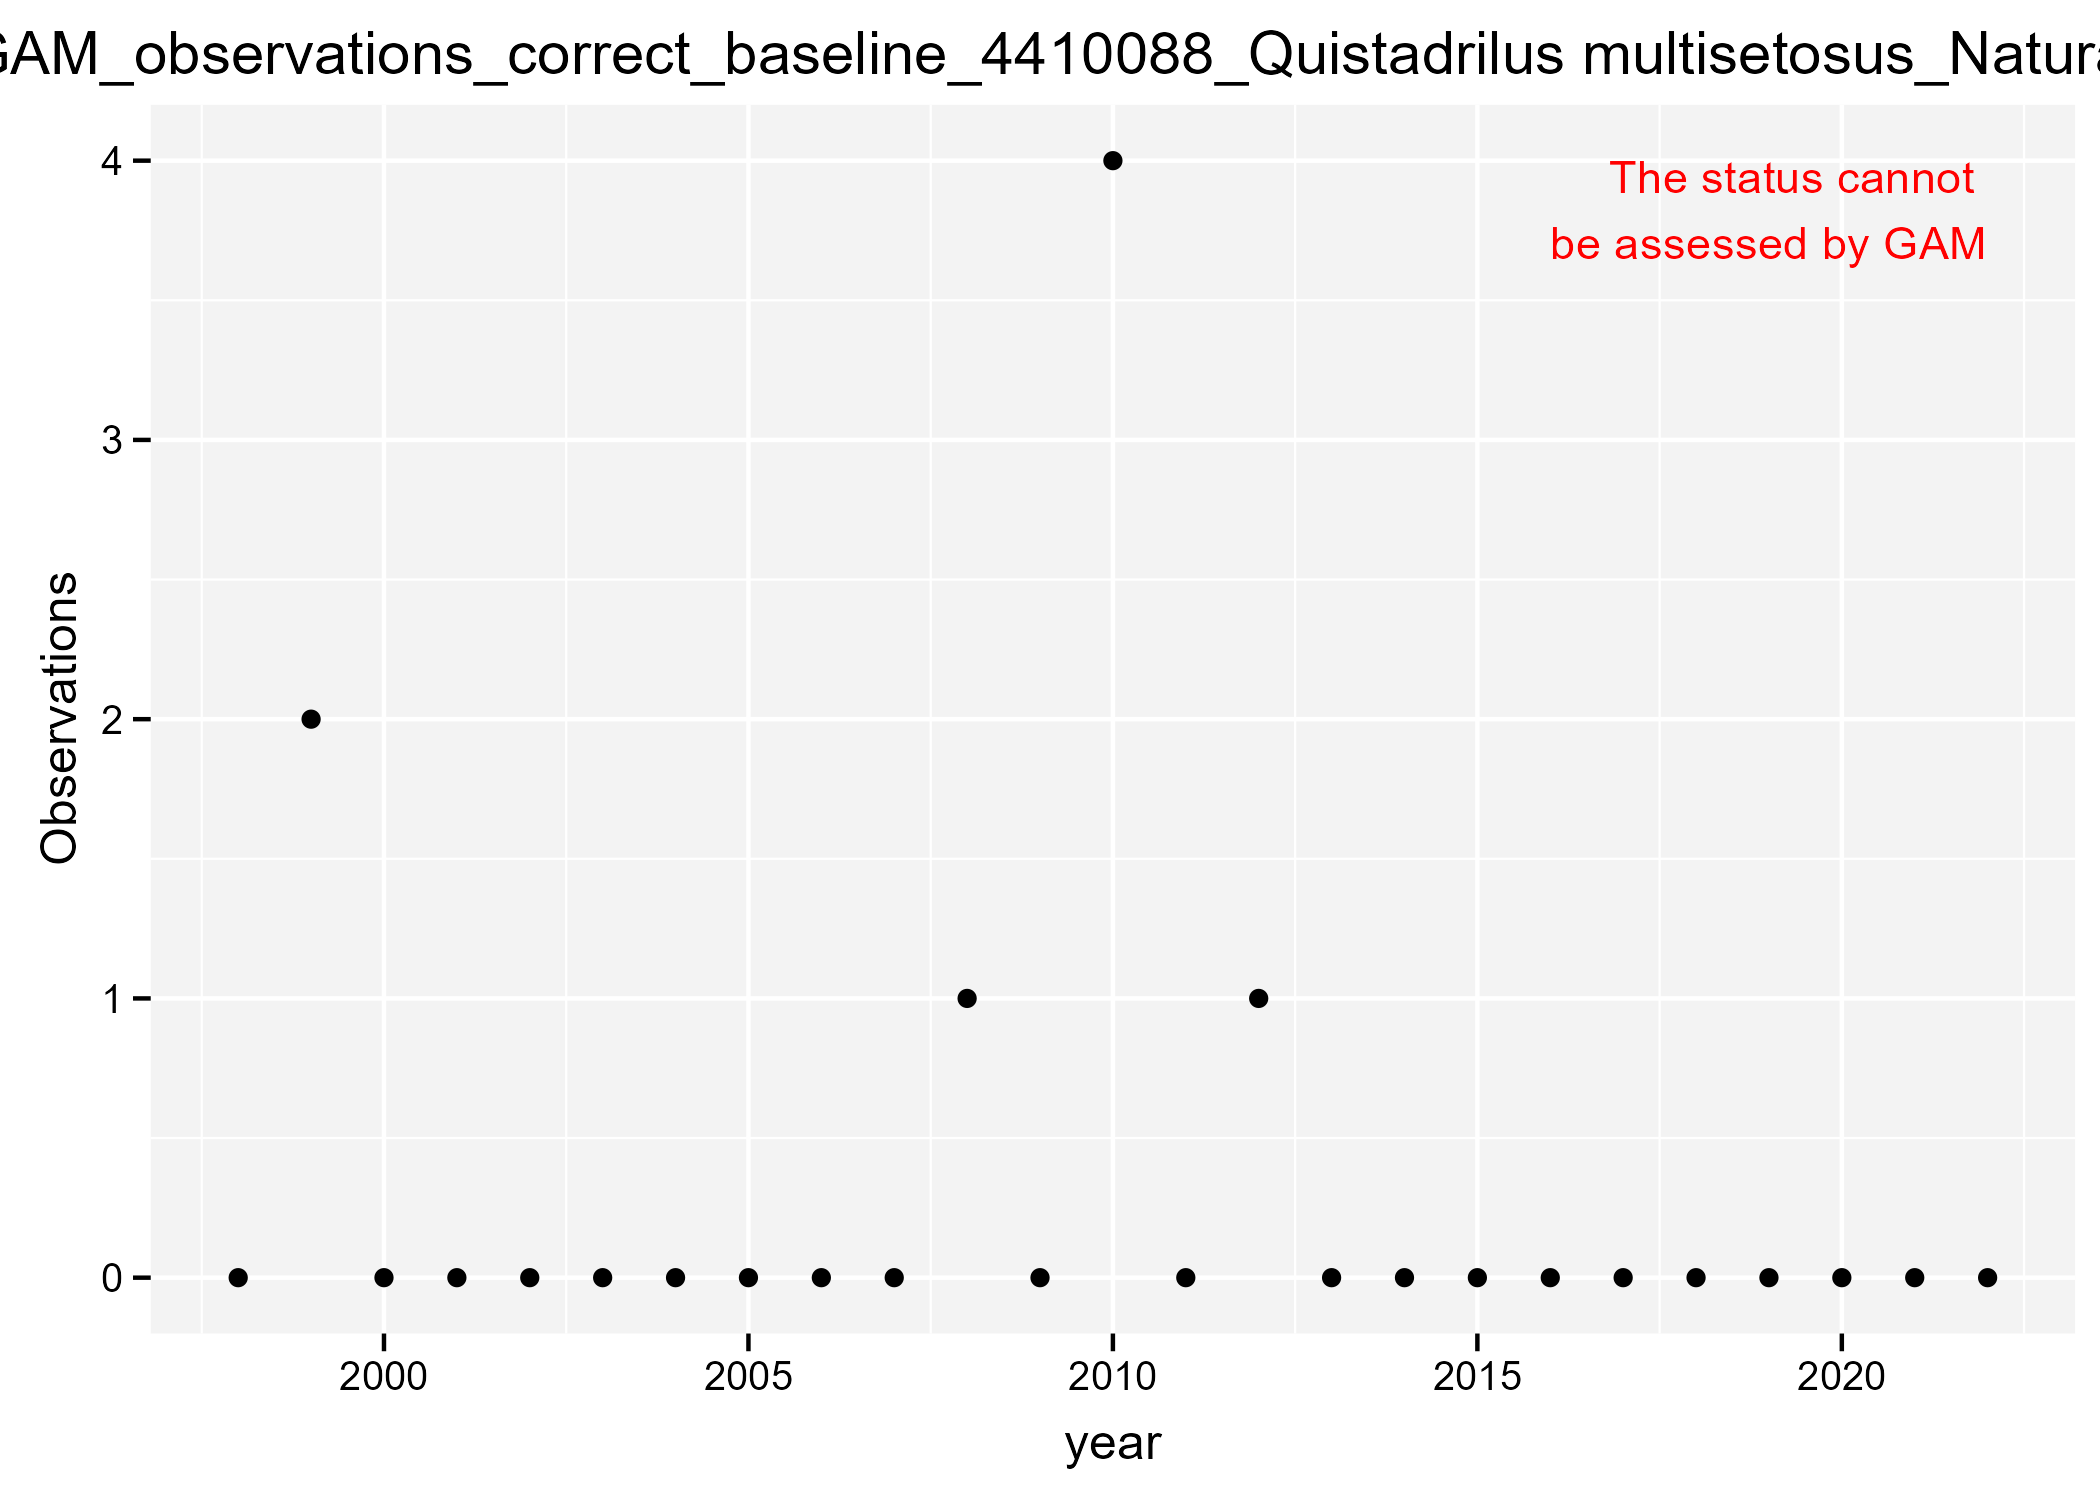 GAM_observations_correct_baseline_4410088_Quistadrilus multisetosus_Natura
4
The status cannot
be assessed by GAM
3
Observations
2
1
0
2000 2005 2010 2015 2020
year